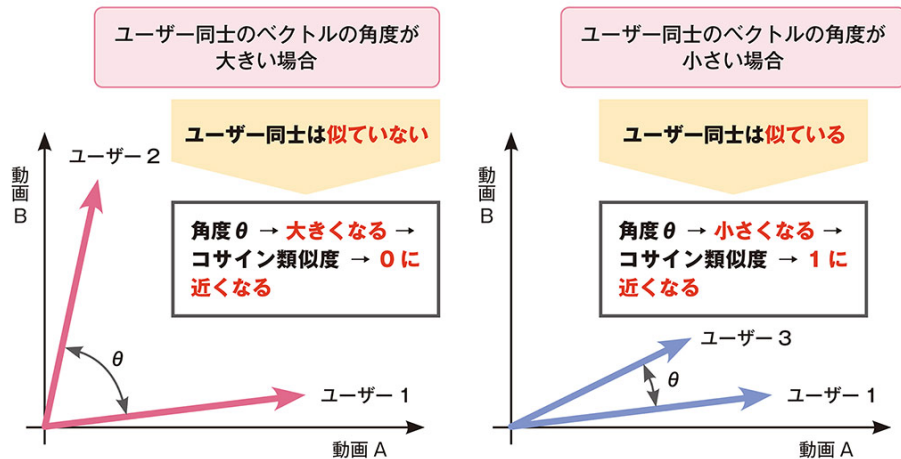 ユーザー同士のベクトルの角度が
大きい場合
ユーザー同士は似ていない
角度θ → 大きくなる →
コサイン類似度 → 0 に
近くなる
動画B
ユーザー 2
θ
ユーザー 1
動画 A
ユーザー同士のベクトルの角度が
小さい場合
ユーザー同士は似ている
角度θ → 小さくなる →
コサイン類似度 → 1 に
近くなる
動画B
ユーザー 3
θ
ユーザー 1
動画 A